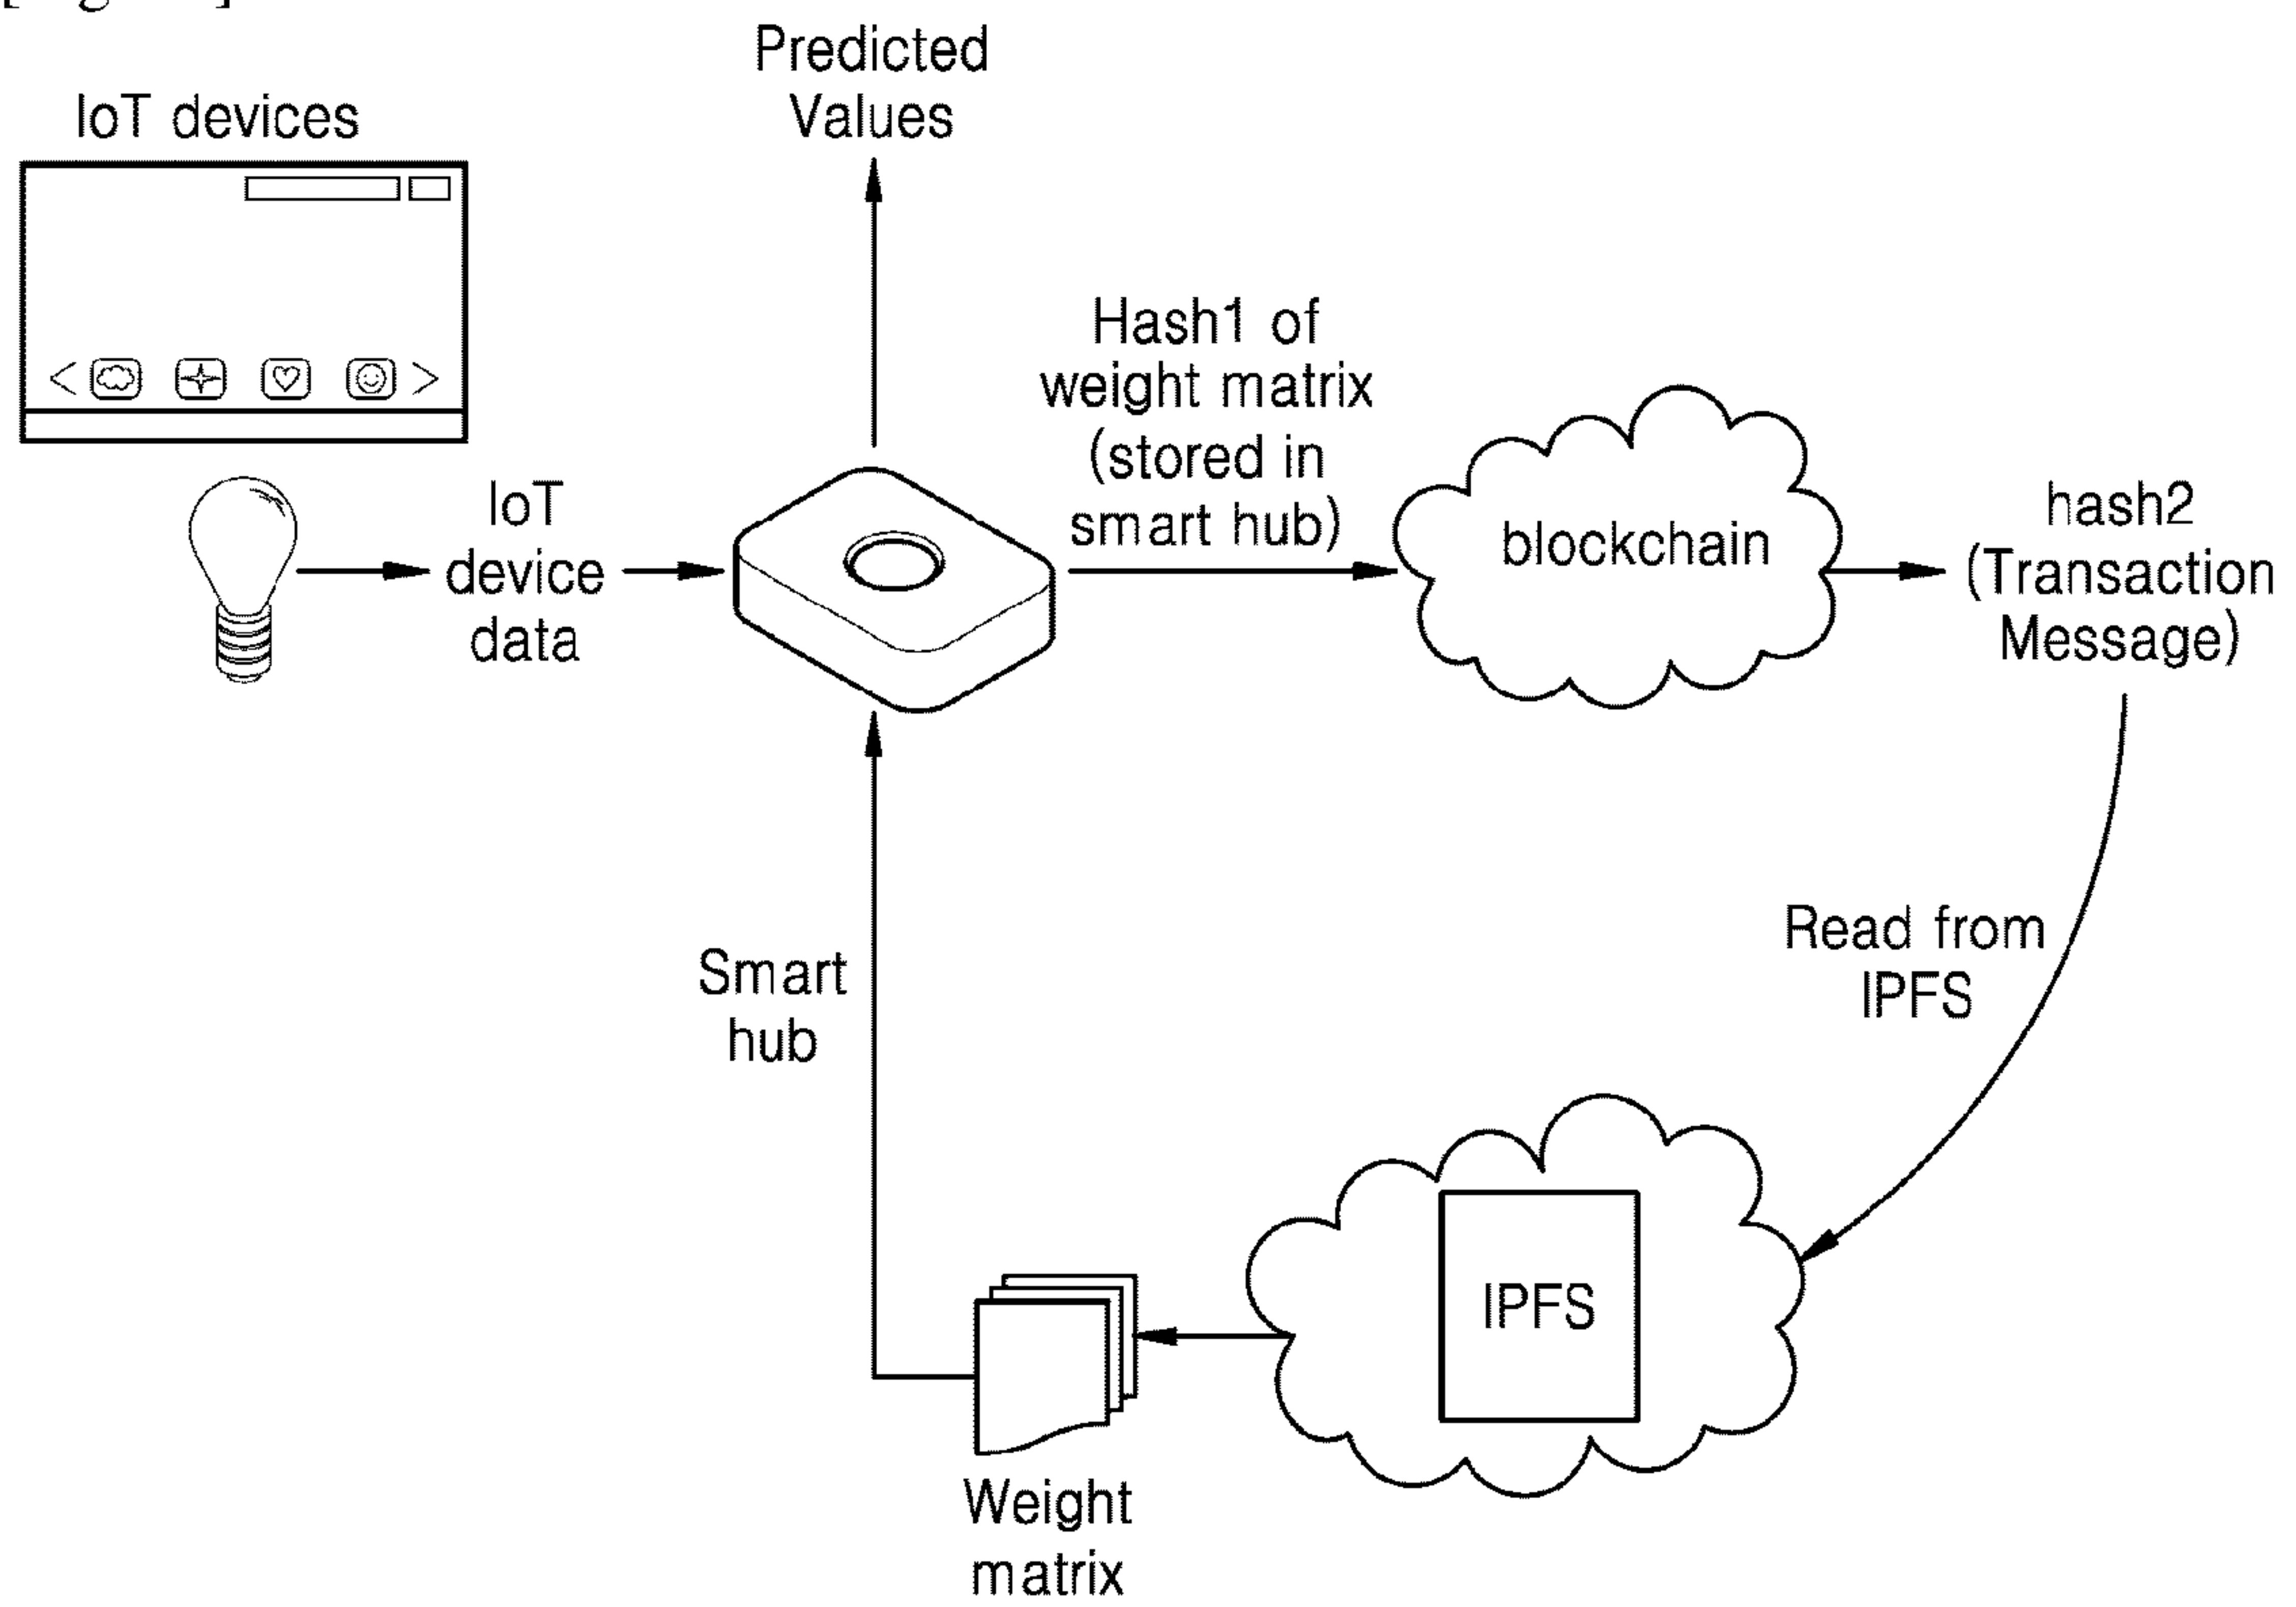 Predicted
Values
IoT devices
Hash1 of
weight matrix
(stored in
smart hub)
IoT
device
data
blockchain
hash2
(Transaction
Message)
Read from
IPFS
Smart
hub
IPFS
Weight
matrix